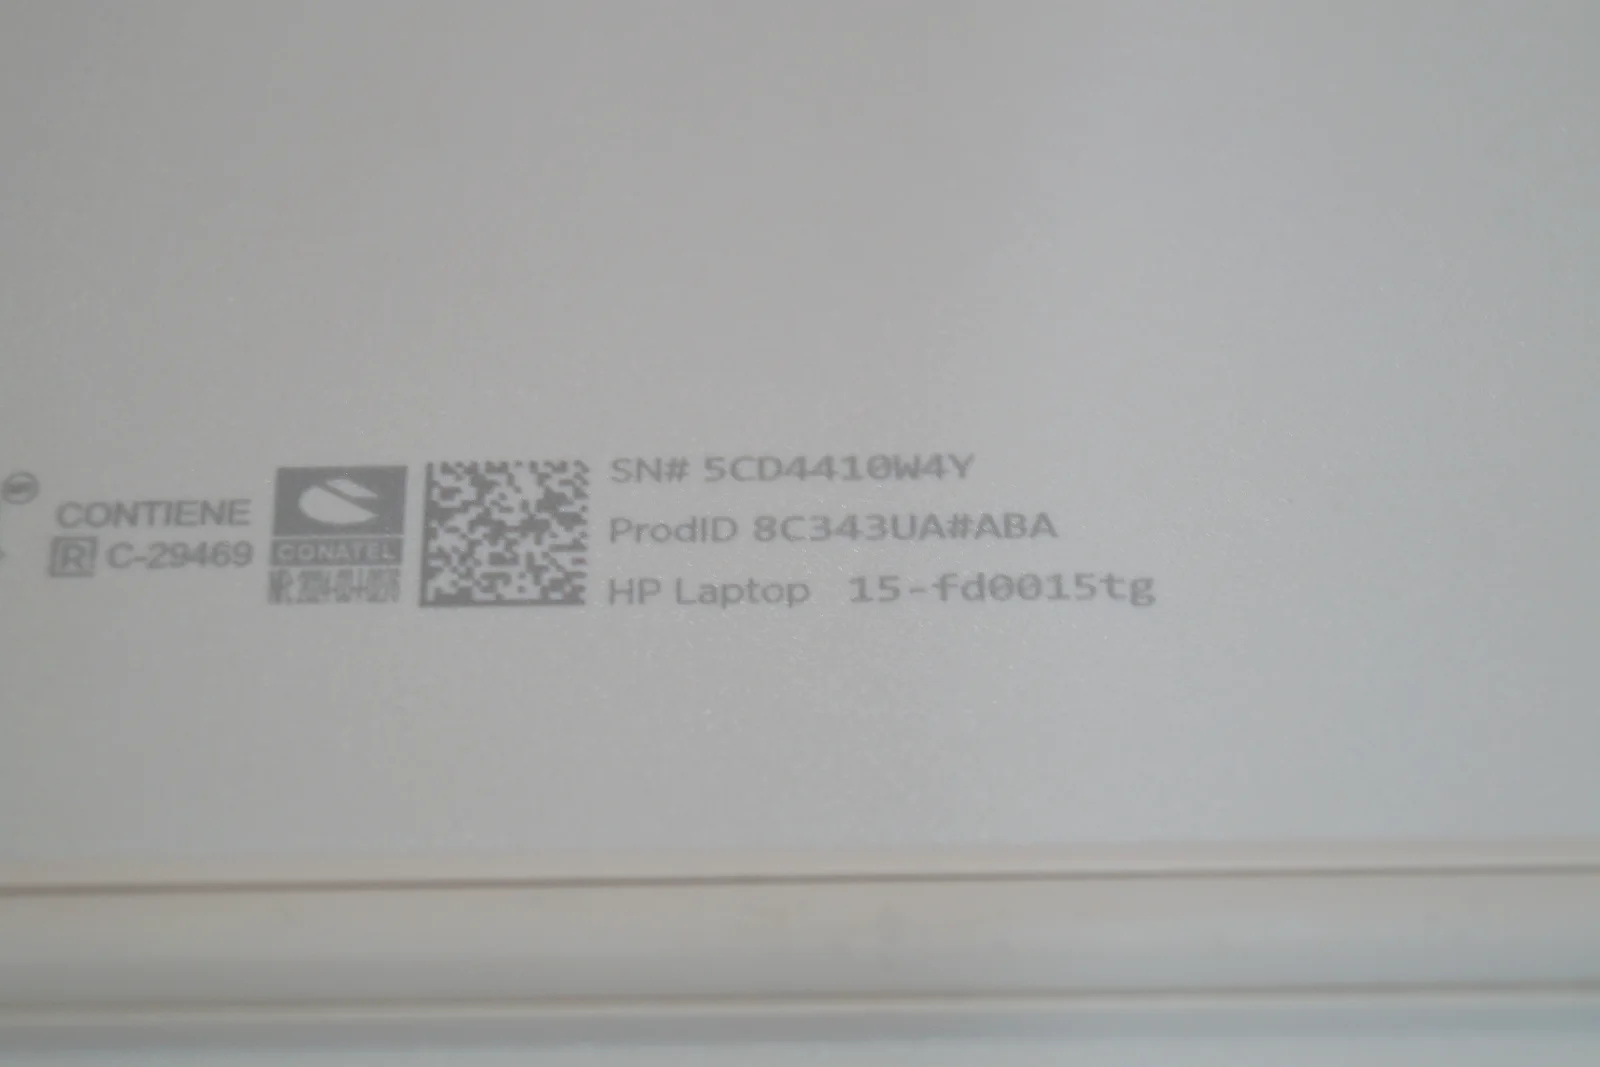 CONTIENE
R C-29469
CONATEL
SN# 5CD4410W4Y
ProdID 8C343UA#ABA
HP Laptop 15-fd0015tg